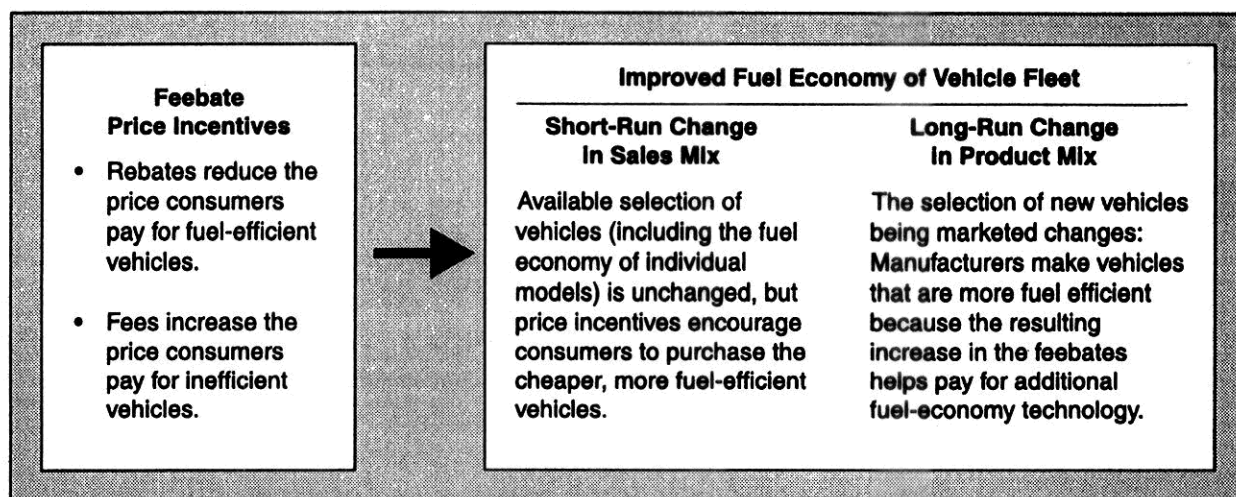 Feebate
Price Incentives
• Rebates reduce the
price consumers
pay for fuel-efficient
vehicles.
• Fees increase the
price consumers
pay for inefficient
vehicles.
Improved Fuel Economy of Vehicle Fleet
Short-Run Change
in Sales Mix
Available selection of
vehicles (including the fuel
economy of individual
models) is unchanged, but
price incentives encourage
consumers to purchase the
cheaper, more fuel-efficient
vehicles.
Long-Run Change
in Product Mix
The selection of new vehicles
being marketed changes:
Manufacturers make vehicles
that are more fuel efficient
because the resulting
increase in the feebates
helps pay for additional
fuel-economy technology.